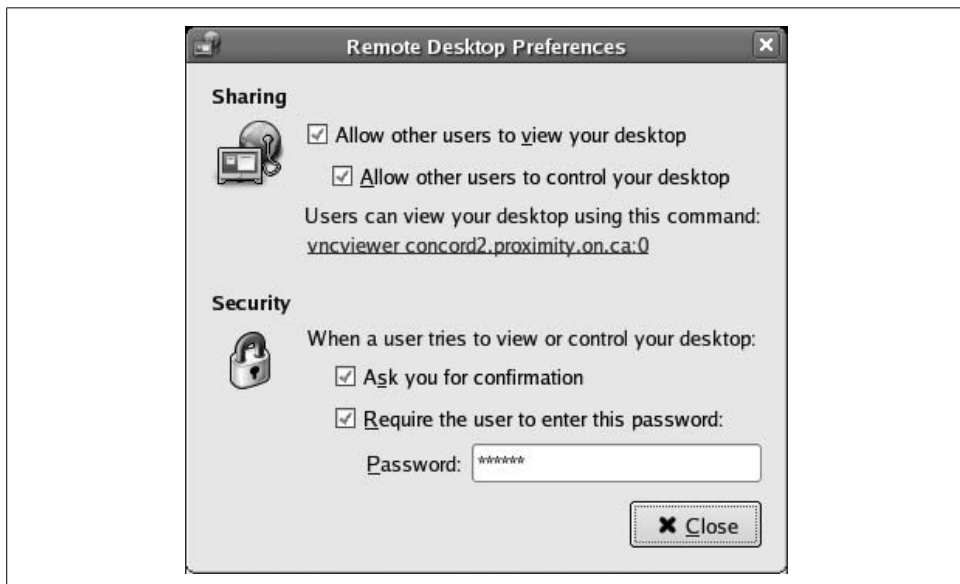 Remote Desktop Preferences
Sharing
Allow other users to view your desktop
Allow other users to control your desktop
Users can view your desktop using this command:
vncviewer concord2.proximity.on.ca:0
Security
When a user tries to view or control your desktop:
Ask you for confirmation
Require the user to enter this password:
Password: ******
Close